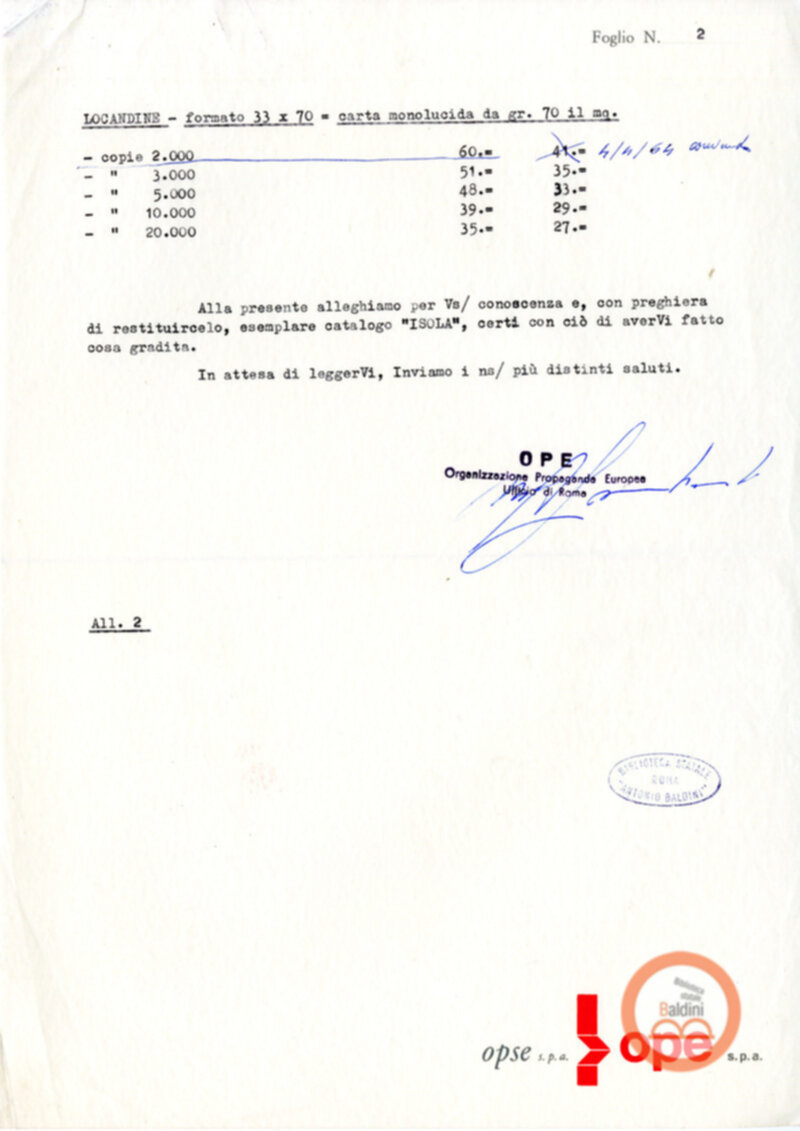 Foglio N. 2
LOCANDINE - formato 33 x 70 = carta monolucida da gr. 70 il mq.
- copie 2.000 60.= 41.= 4/4/64
- " 3.000 51.= 35.=
- " 5.000 48.= 33.=
- " 10.000 39.= 29.=
- " 20.000 35.= 27.=
Alla presente alleghiamo per Vs/ conoscenza e, con preghiera
di restituircelo, esemplare catalogo "ISOLA", certi con ciò di averVi fatto
cosa gradita.
In attesa di leggerVi, Inviamo i ns/ più distinti saluti.
OPE
Organizzazione Propaganda Europea
Ufficio di Roma
All. 2
BIBLIOTECA STATALE
ROMA
"ANTONIO BALDINI"
Biblioteca
statale
Baldini
opse s.p.a. ope s.p.a.